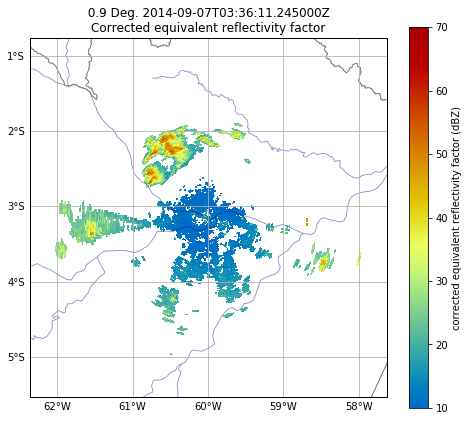 0.9 Deg. 2014-09-07T03:36:11.245000Z
Corrected equivalent reflectivity factor
1°S
2°S
3°S
4°S
5°S
62°W 61°W 60°W 59°W 58°W
70
60
50
40
30
20
10
corrected equivalent reflectivity factor (dBZ)